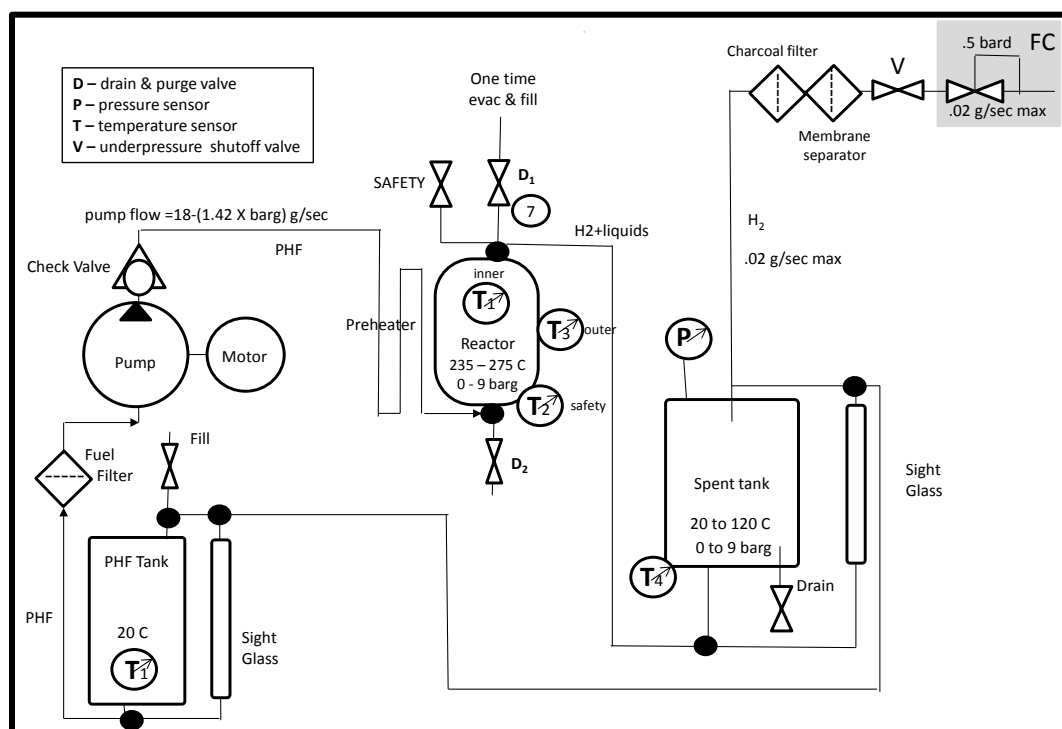 D – drain & purge valve
P – pressure sensor
T – temperature sensor
V – underpressure shutoff valve
One time
evac & fill
Charcoal filter
V
.5 bard
FC
.02 g/sec max
Membrane
separator
SAFETY
D1
7
pump flow =18-(1.42 X barg) g/sec
PHF
H2+liquids
H2
.02 g/sec max
Check Valve
Pump
Motor
Preheater
inner
T1
T3
outer
Reactor
235 – 275 C
0 - 9 barg
T2
safety
D2
P
Fill
Fuel
Filter
Spent tank
20 to 120 C
0 to 9 barg
T4
Drain
Sight
Glass
PHF Tank
20 C
T1
PHF
Sight
Glass